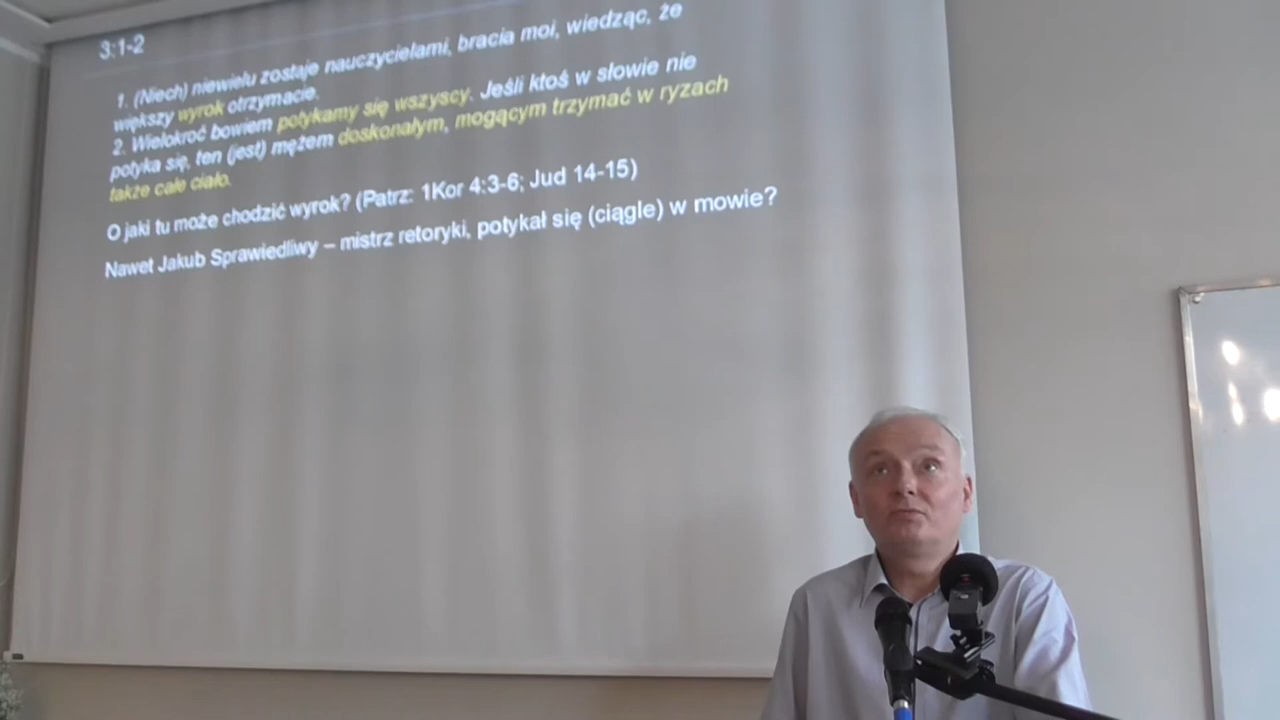 3:1-2
1. (Niech) niewielu zostaje nauczycielami, bracia moi, wiedząc, że
większy wyrok otrzymacie.
2. Wielokroć bowiem potykamy się wszyscy. Jeśli ktoś w słowie nie
potyka się, ten (jest) mężem doskonałym, mogącym trzymać w ryzach
także całe ciało.
O jaki tu może chodzić wyrok? (Patrz: 1Kor 4:3-6; Jud 14-15)
Nawet Jakub Sprawiedliwy – mistrz retoryki, potykał się (ciągle) w mowie?